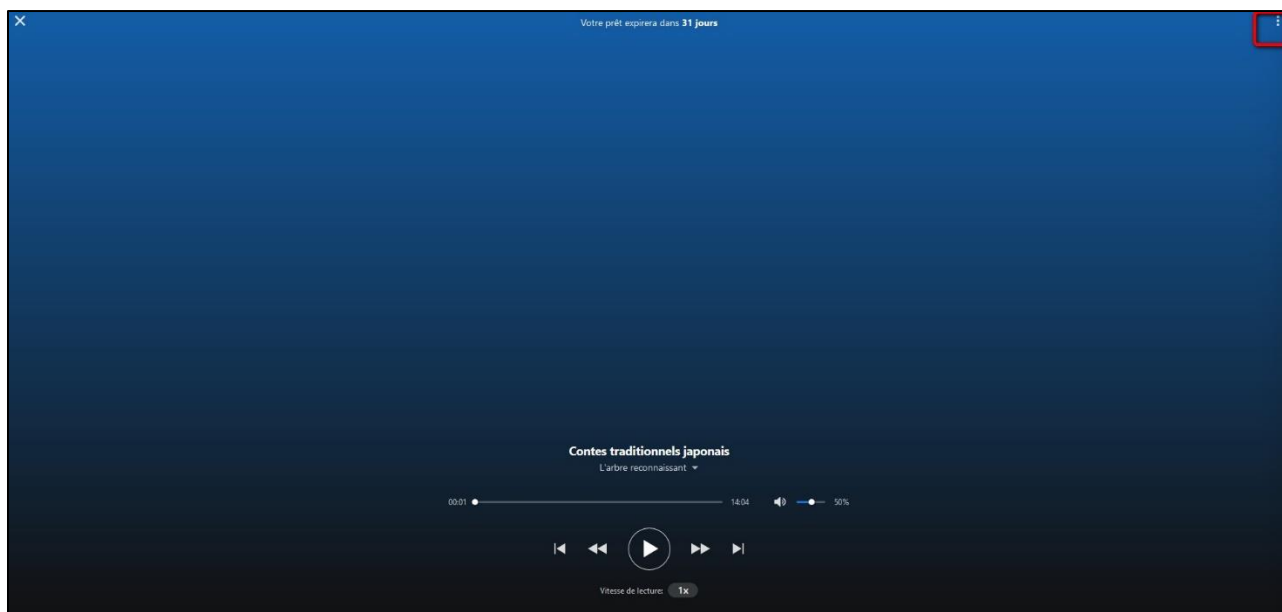 Votre prêt expirera dans 31 jours
Contes traditionnels japonais
L'arbre reconnaissant
00:01 14:04 50%
Vitesse de lecture: 1x